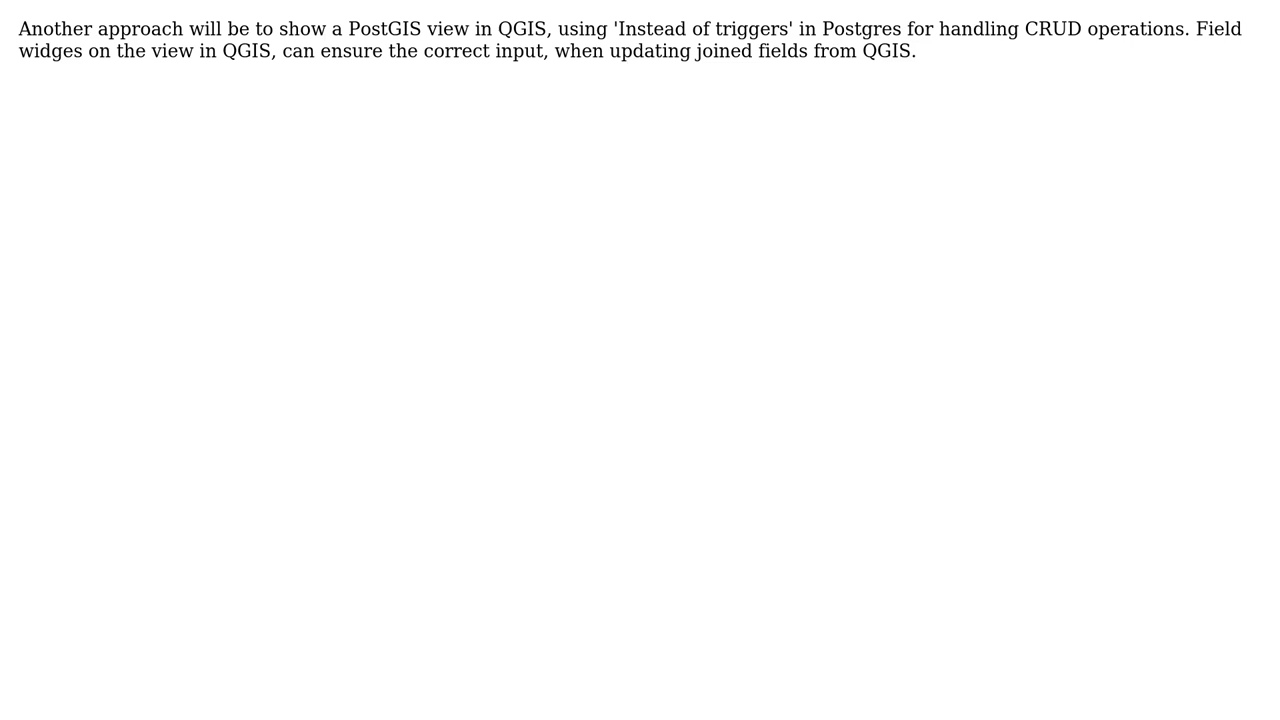 Another approach will be to show a PostGIS view in QGIS, using 'Instead of triggers' in Postgres for handling CRUD operations. Field
widges on the view in QGIS, can ensure the correct input, when updating joined fields from QGIS.